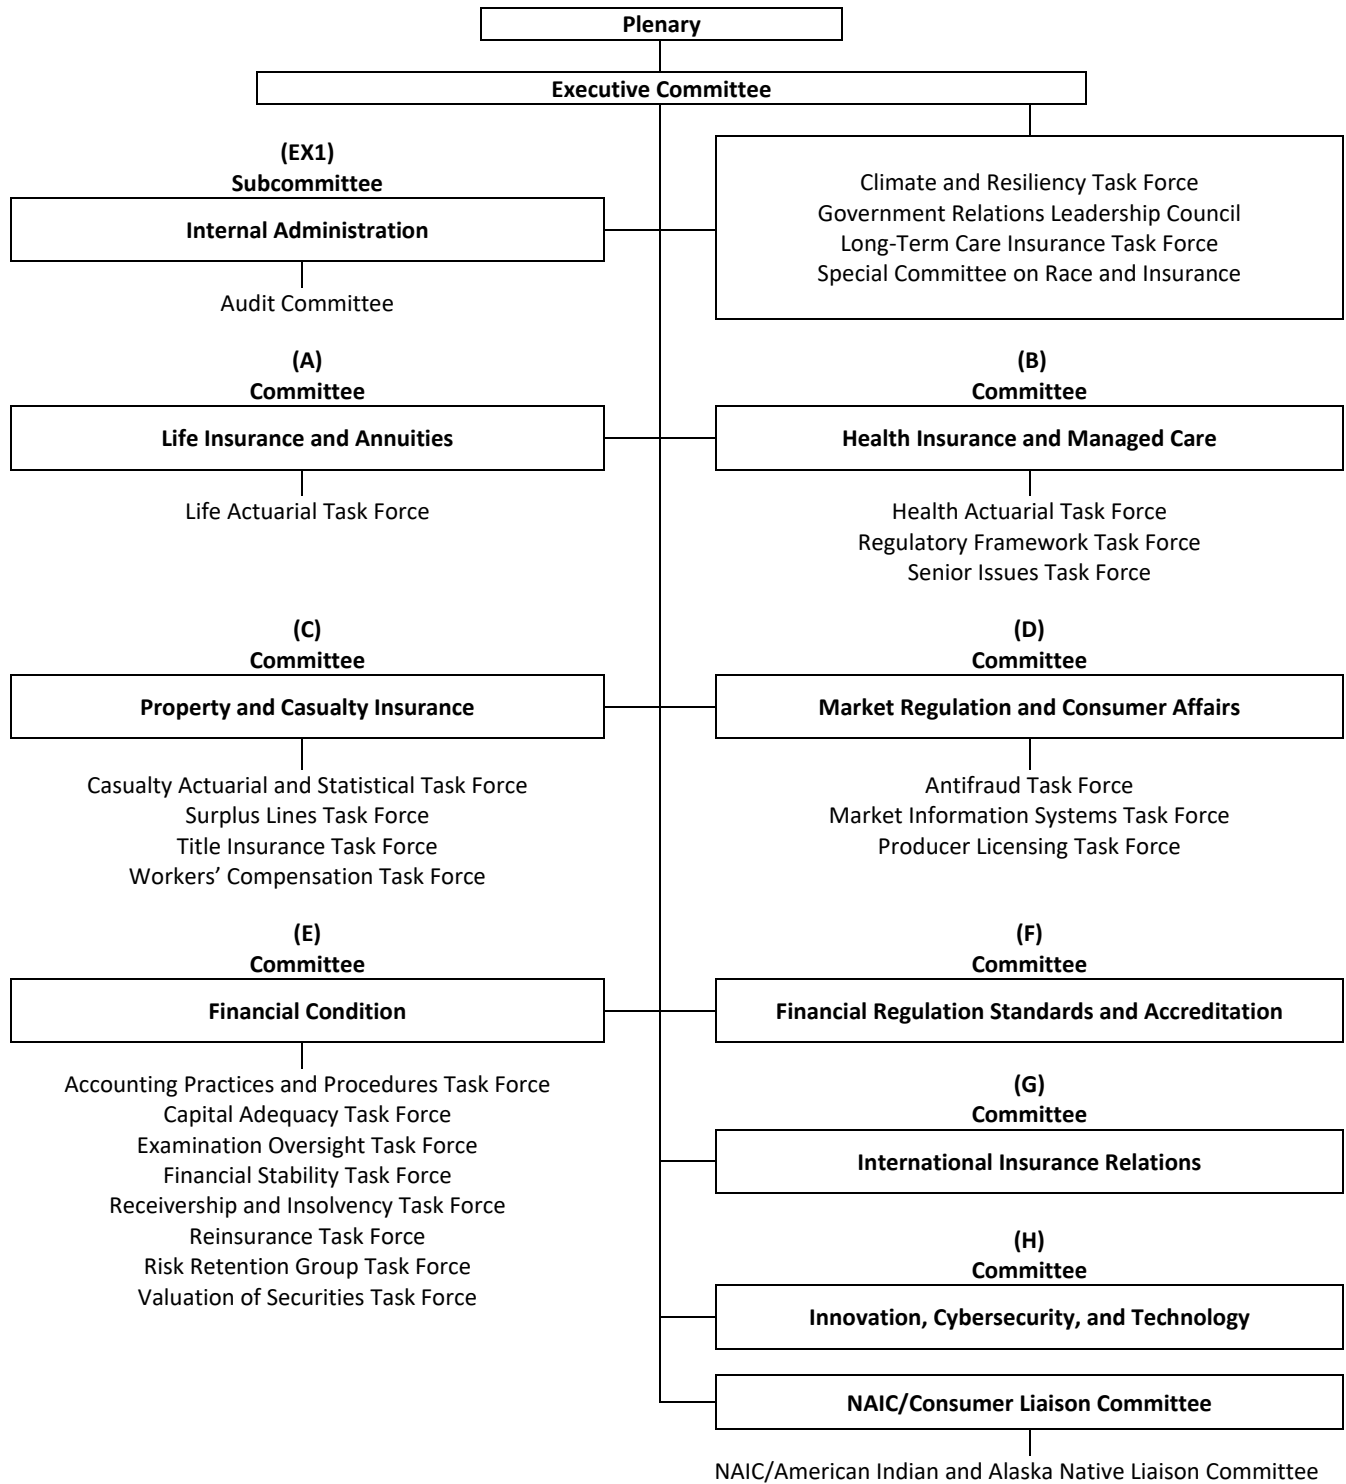 Plenary
Executive Committee
(EX1)
Subcommittee
Internal Administration
Audit Committee
Climate and Resiliency Task Force
Government Relations Leadership Council
Long-Term Care Insurance Task Force
Special Committee on Race and Insurance
(A)
Committee
Life Insurance and Annuities
Life Actuarial Task Force
(B)
Committee
Health Insurance and Managed Care
Health Actuarial Task Force
Regulatory Framework Task Force
Senior Issues Task Force
(C)
Committee
Property and Casualty Insurance
Casualty Actuarial and Statistical Task Force
Surplus Lines Task Force
Title Insurance Task Force
Workers’ Compensation Task Force
(D)
Committee
Market Regulation and Consumer Affairs
Antifraud Task Force
Market Information Systems Task Force
Producer Licensing Task Force
(E)
Committee
Financial Condition
Accounting Practices and Procedures Task Force
Capital Adequacy Task Force
Examination Oversight Task Force
Financial Stability Task Force
Receivership and Insolvency Task Force
Reinsurance Task Force
Risk Retention Group Task Force
Valuation of Securities Task Force
(F)
Committee
Financial Regulation Standards and Accreditation
(G)
Committee
International Insurance Relations
(H)
Committee
Innovation, Cybersecurity, and Technology
NAIC/Consumer Liaison Committee
NAIC/American Indian and Alaska Native Liaison Committee